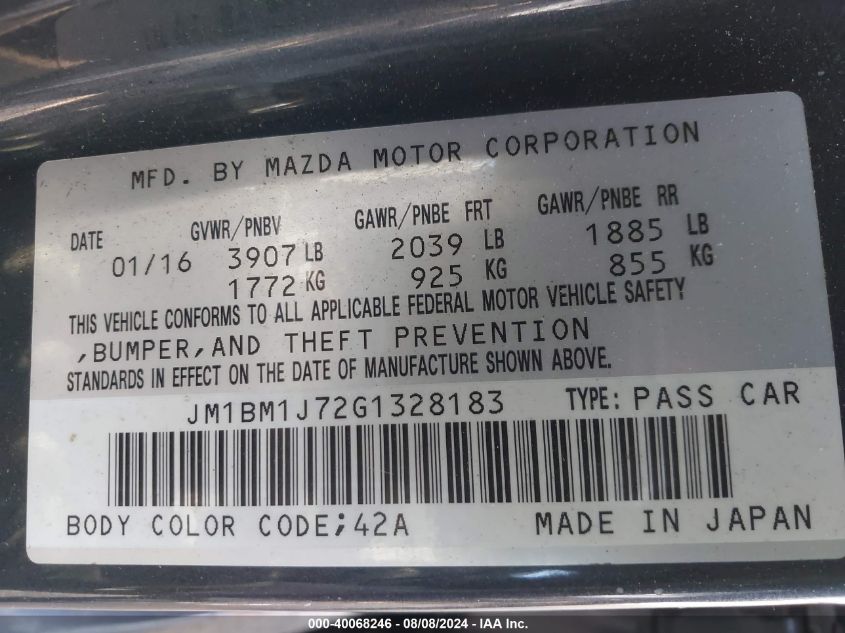 MFD. BY MAZDA MOTOR CORPORATION
DATE GVWR/PNBV GAWR/PNBE FRT GAWR/PNBE RR
01/16 3907 LB 2039 LB 1885 LB
1772 KG 925 KG 855 KG
THIS VEHICLE CONFORMS TO ALL APPLICABLE FEDERAL MOTOR VEHICLE SAFETY
,BUMPER,AND THEFT PREVENTION
STANDARDS IN EFFECT ON THE DATE OF MANUFACTURE SHOWN ABOVE.
JM1BM1J72G1328183 TYPE: PASS CAR
BODY COLOR CODE;42A MADE IN JAPAN
000-40068246 - 08/08/2024 - IAA Inc.